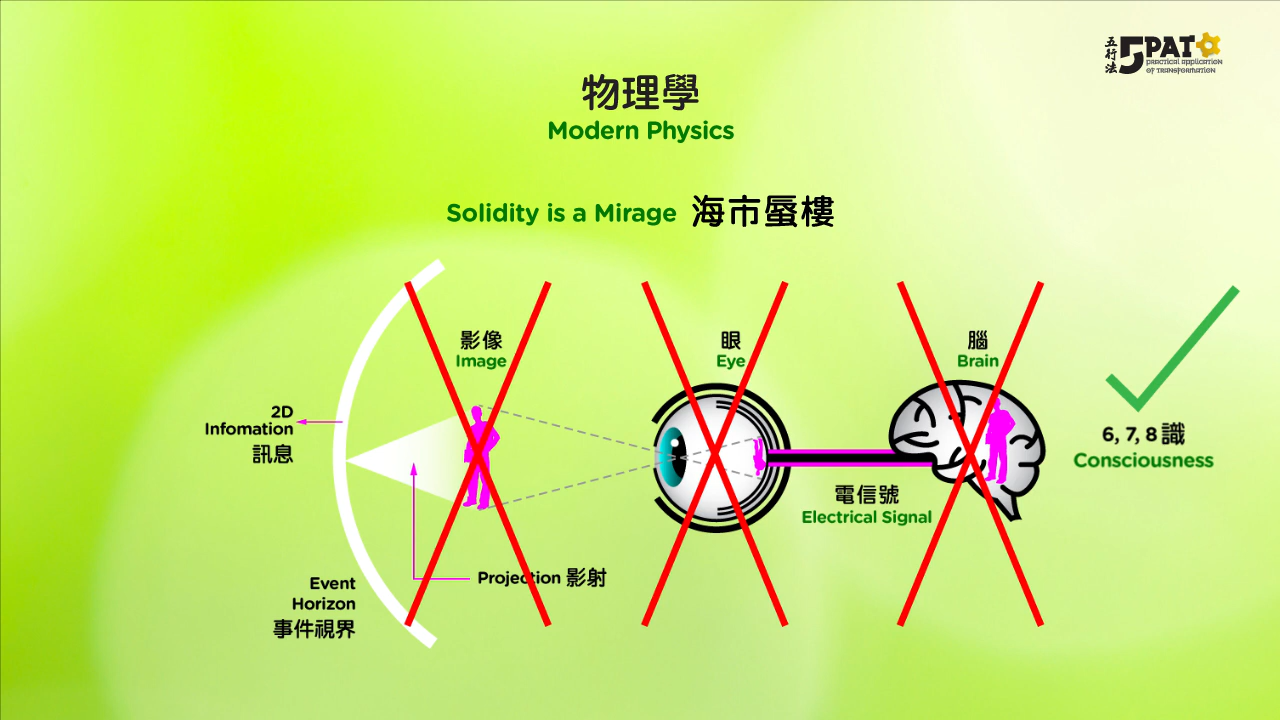 五行法
5PAT
PRACTICAL APPLICATION
OF TRANSFORMATION
物理學
Modern Physics
Solidity is a Mirage 海市蜃樓
影像
Image
眼
Eye
腦
Brain
2D
Infomation
訊息
6, 7, 8 識
Consciousness
電信號
Electrical Signal
Projection 影射
Event
Horizon
事件視界